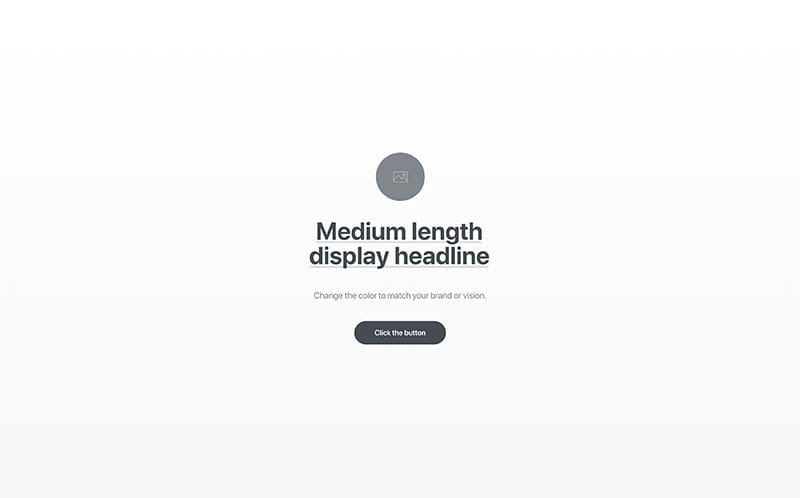 Medium length
display headline
Change the color to match your brand or vision.
Click the button